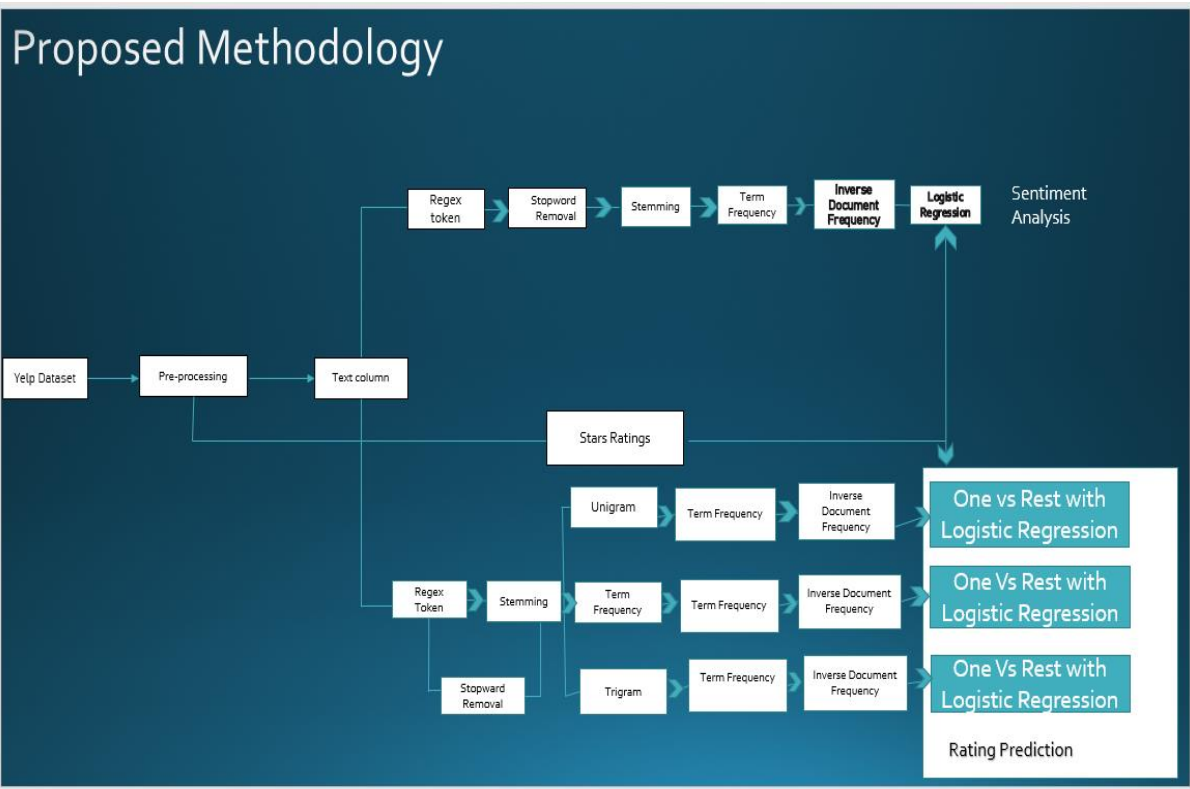 Proposed Methodology
Regex
token
Stopword
Removal
Stemming
Term
Frequency
Inverse
Document
Frequency
Logistic
Regression
Sentiment
Analysis
Yelp Dataset
Pre-processing
Text column
Stars Ratings
Unigram
Term Frequency
Inverse
Document
Frequency
One vs Rest with
Logistic Regression
Regex
Token
Stemming
Term
Frequency
Term Frequency
Inverse Document
Frequency
One Vs Rest with
Logistic Regression
Stopward
Removal
Trigram
Term Frequency
Inverse Document
Frequency
One Vs Rest with
Logistic Regression
Rating Prediction